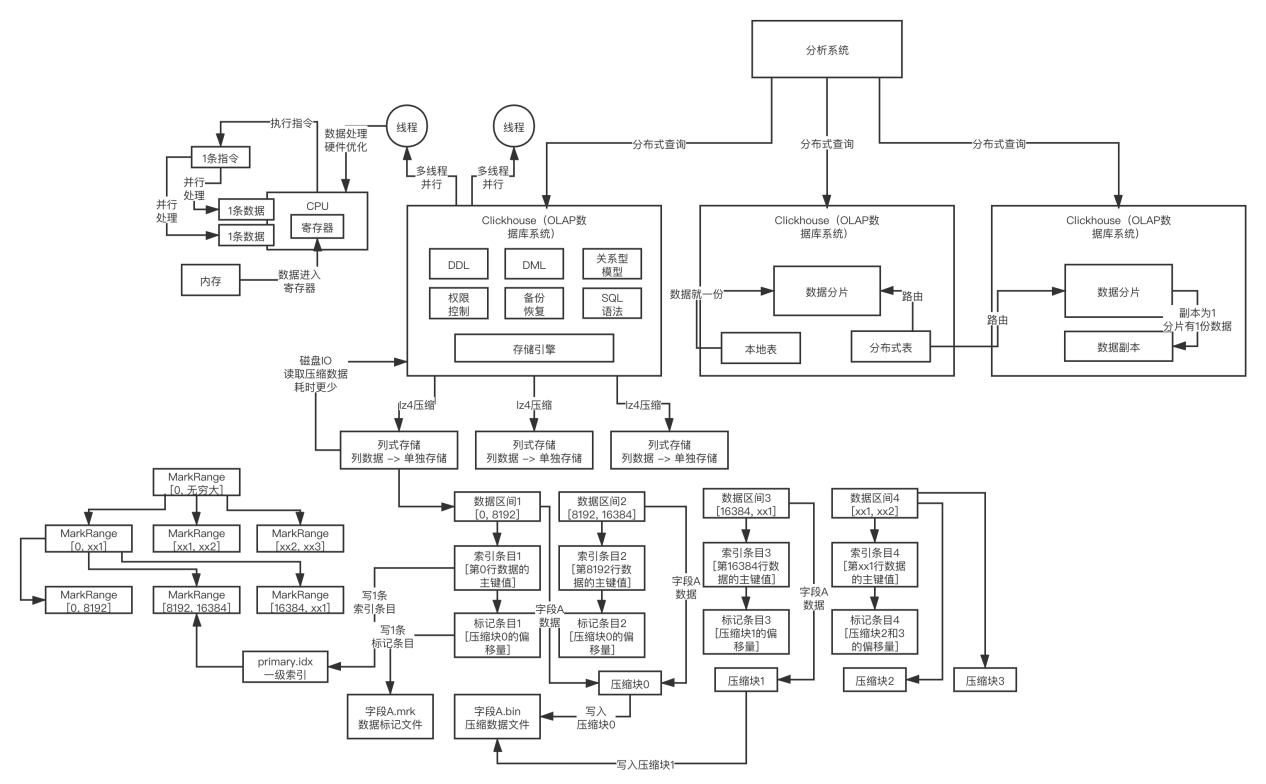 分析系统
执行指令
数据处理
硬件优化
线程
线程
1条指令
多线程
并行
多线程
并行
分布式查询
分布式查询
分布式查询
并行
处理
并行
处理
1条数据
1条数据
CPU
寄存器
内存
数据进入
寄存器
Clickhouse（OLAP数
据库系统）
DDL
DML
关系型
模型
权限
控制
备份
恢复
SQL
语法
存储引擎
Clickhouse（OLAP数
据库系统）
数据就一份
数据分片
路由
本地表
分布式表
Clickhouse（OLAP数
据库系统）
路由
数据分片
副本为1
分片有1份数据
数据副本
磁盘IO
读取压缩数据
耗时更少
lz4压缩
lz4压缩
lz4压缩
列式存储
列数据 -> 单独存储
列式存储
列数据 -> 单独存储
列式存储
列数据 -> 单独存储
MarkRange
[0, 无穷大]
MarkRange
[0, xx1]
MarkRange
[xx1, xx2]
MarkRange
[xx2, xx3]
MarkRange
[0, 8192]
MarkRange
[8192, 16384]
MarkRange
[16384, xx1]
数据区间1
[0, 8192]
数据区间2
[8192, 16384]
数据区间3
[16384, xx1]
数据区间4
[xx1, xx2]
索引条目1
[第0行数据的
主键值]
索引条目2
[第8192行数
据的主键值]
索引条目3
[第16384行数
据的主键值]
索引条目4
[第xx1行数据
的主键值]
写1条
索引条目
字段A
数据
字段A
数据
字段A
数据
写1条
标记条目
标记条目1
[压缩块0的偏
移量]
标记条目2
[压缩块0的偏
移量]
标记条目3
[压缩块1的偏
移量]
标记条目4
[压缩块2和3
的偏移量]
primary.idx
一级索引
压缩块0
压缩块1
压缩块2
压缩块3
字段A.mrk
数据标记文件
字段A.bin
压缩数据文件
写入
压缩块0
写入压缩块1